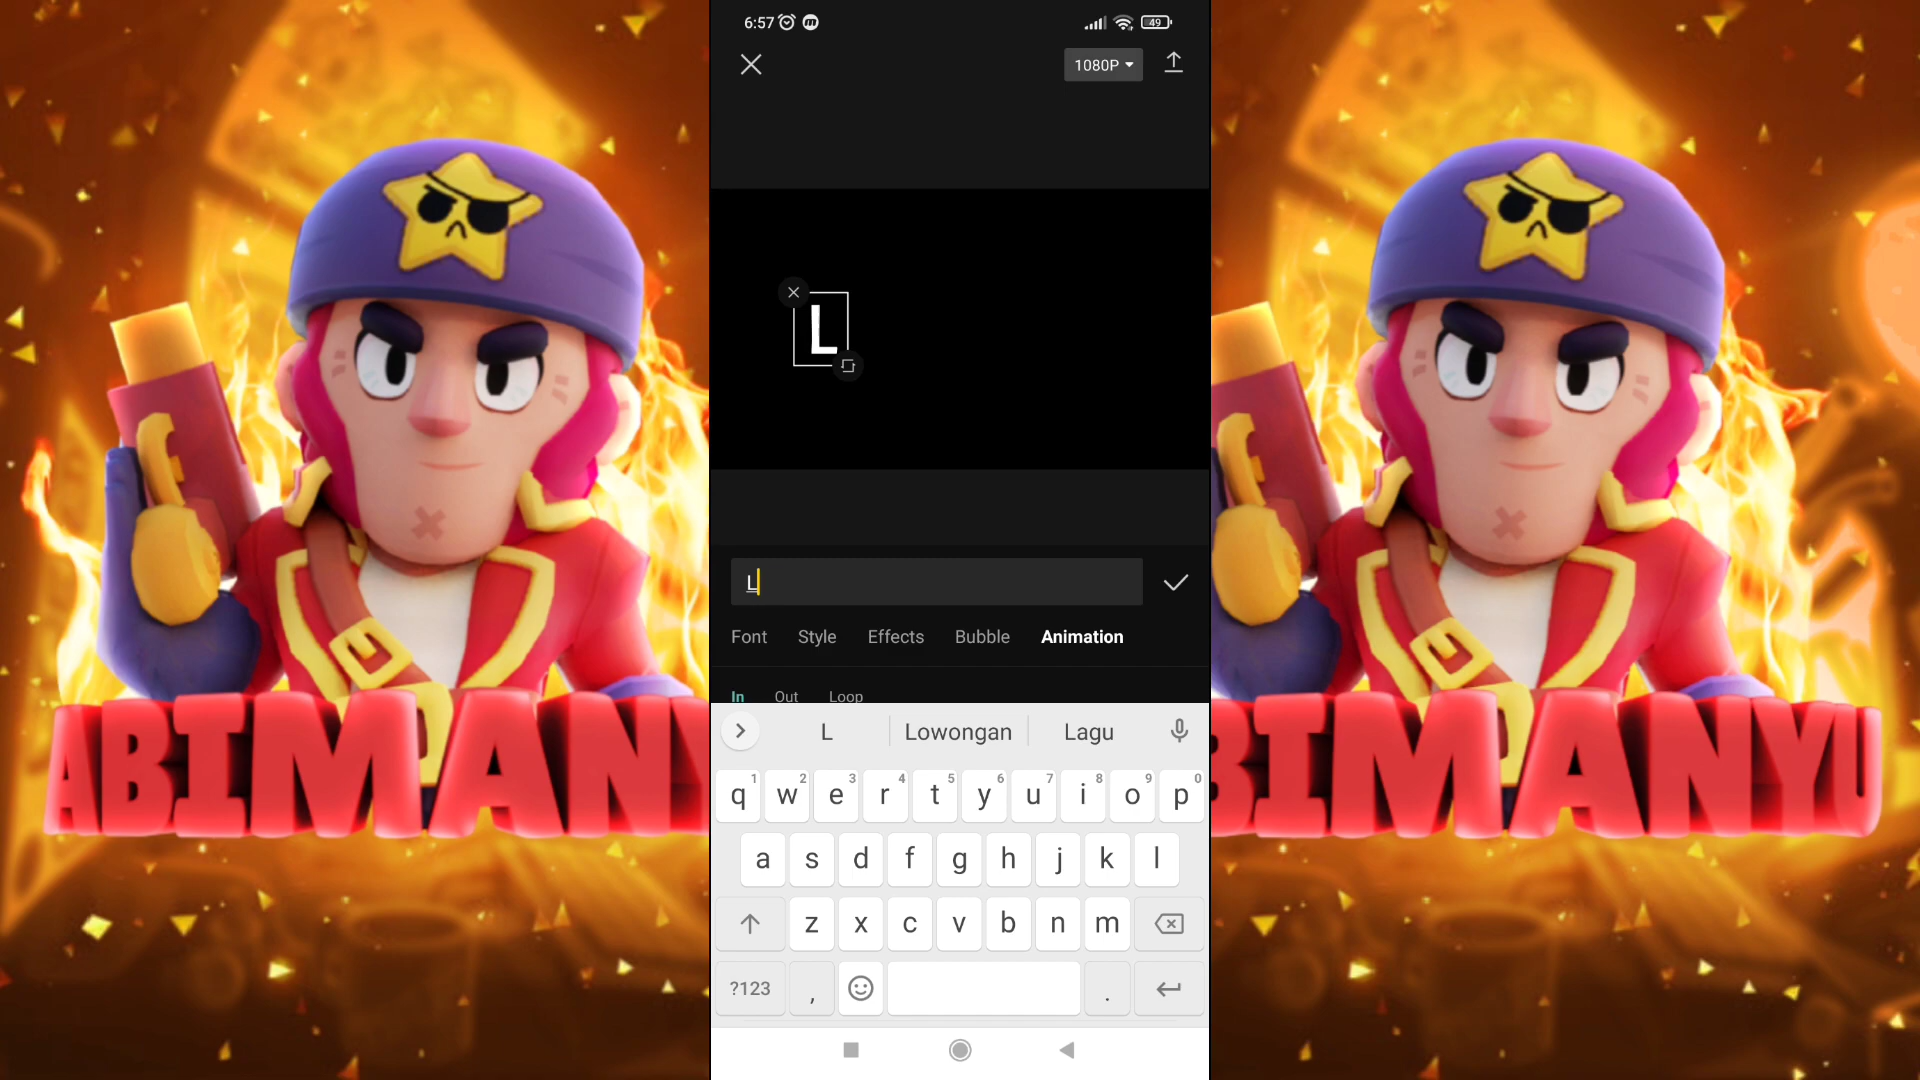 6:57
49
1080P
L
L
Font Style Effects Bubble Animation
In Out Loop
L Lowongan Lagu
q 1 w 2 e 3 r 4 t 5 y 6 u 7 i 8 o 9 p 0
a s d f g h j k l
z x c v b n m
?123 , .
ABIMANY
BIMANYU